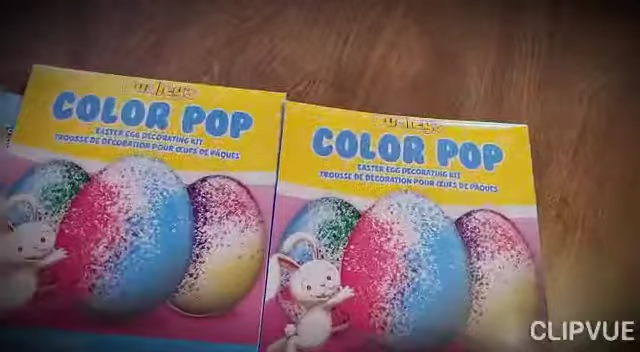 COLOR POP
EASTER EGG DECORATING KIT
TROUSSE DE DÉCORATION POUR ŒUFS DE PÂQUES
COLOR POP
EASTER EGG DECORATING KIT
TROUSSE DE DÉCORATION POUR ŒUFS DE PÂQUES
CLIPVUE